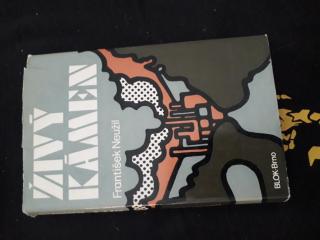 ŽIVÝ
KÁMEN
František Neužil
BLOK·Brno